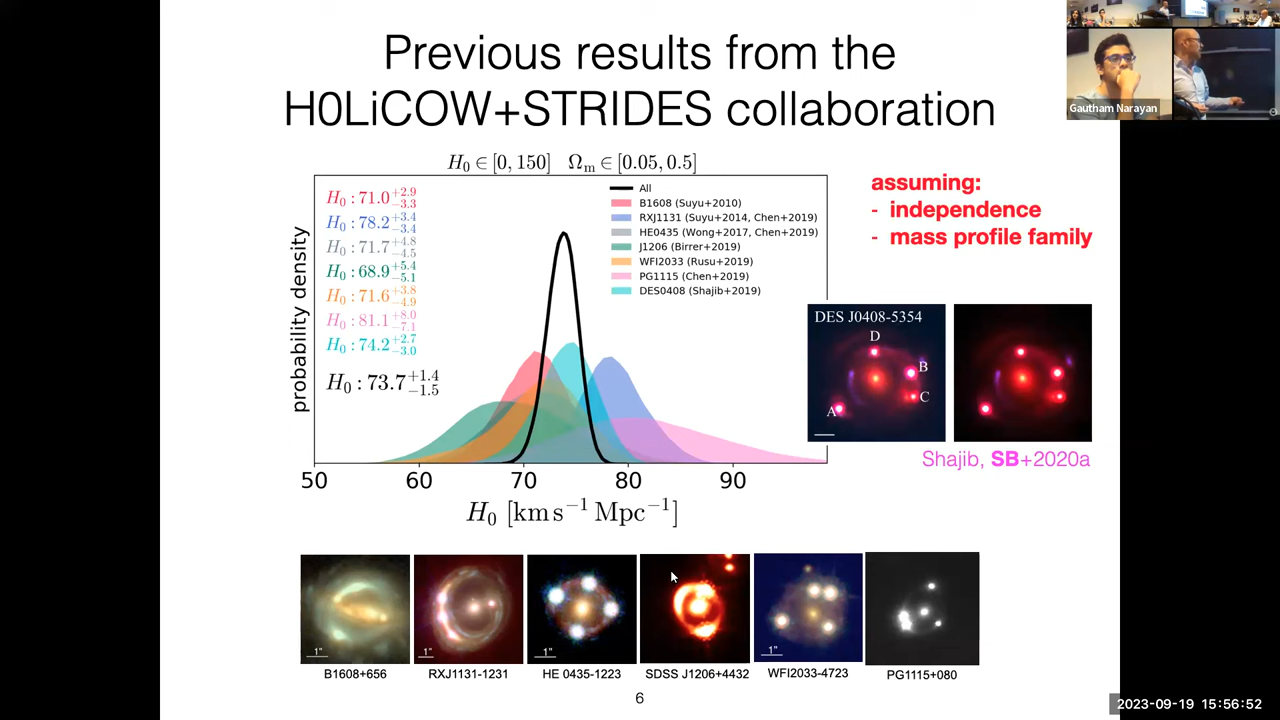 Previous results from the
H0LiCOW+STRIDES collaboration
Gautham Narayan
H₀ ∈ [0, 150] Ωₘ ∈ [0.05, 0.5]
H₀ : 71.0 +2.9 −3.3
H₀ : 78.2 +3.4 −3.4
H₀ : 71.7 +4.8 −4.5
H₀ : 68.9 +5.4 −5.1
H₀ : 71.6 +3.8 −4.9
H₀ : 81.1 +8.0 −7.1
H₀ : 74.2 +2.7 −3.0
H₀ : 73.7 +1.4 −1.5
All
B1608 (Suyu+2010)
RXJ1131 (Suyu+2014, Chen+2019)
HE0435 (Wong+2017, Chen+2019)
J1206 (Birrer+2019)
WFI2033 (Rusu+2019)
PG1115 (Chen+2019)
DES0408 (Shajib+2019)
probability density
50 60 70 80 90
H₀ [km s⁻¹ Mpc⁻¹]
assuming:
- independence
- mass profile family
DES J0408-5354
D
B
C
A
Shajib, SB+2020a
1"
1"
1"
1"
B1608+656
RXJ1131-1231
HE 0435-1223
SDSS J1206+4432
WFI2033-4723
PG1115+080
6
2023-09-19 15:56:52